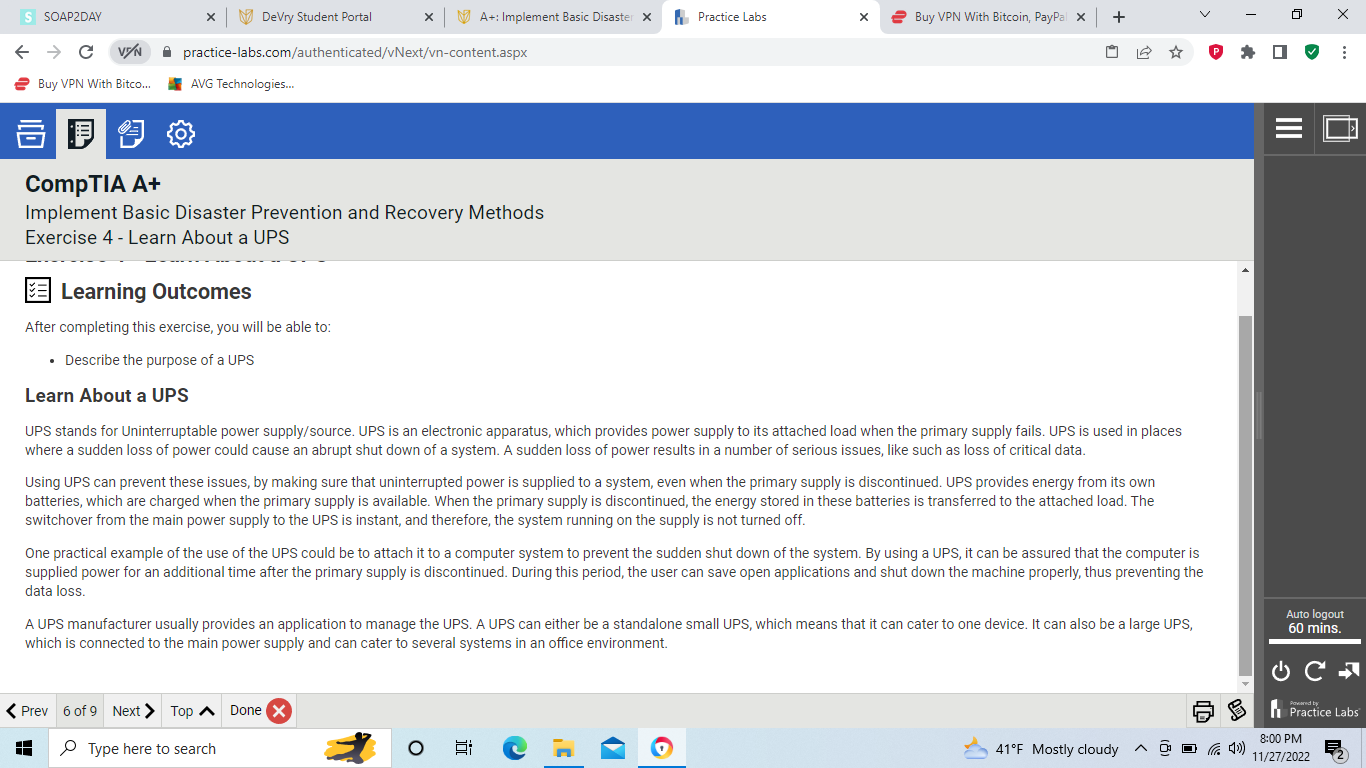 SOAP2DAY
DeVry Student Portal
A+: Implement Basic Disaster
Practice Labs
Buy VPN With Bitcoin, PayPal
VPN
practice-labs.com/authenticated/vNext/vn-content.aspx
Buy VPN With Bitco...
AVG Technologies...
CompTIA A+
Implement Basic Disaster Prevention and Recovery Methods
Exercise 4 - Learn About a UPS
Learning Outcomes
After completing this exercise, you will be able to:
• Describe the purpose of a UPS
Learn About a UPS
UPS stands for Uninterruptable power supply/source. UPS is an electronic apparatus, which provides power supply to its attached load when the primary supply fails. UPS is used in places
where a sudden loss of power could cause an abrupt shut down of a system. A sudden loss of power results in a number of serious issues, like such as loss of critical data.
Using UPS can prevent these issues, by making sure that uninterrupted power is supplied to a system, even when the primary supply is discontinued. UPS provides energy from its own
batteries, which are charged when the primary supply is available. When the primary supply is discontinued, the energy stored in these batteries is transferred to the attached load. The
switchover from the main power supply to the UPS is instant, and therefore, the system running on the supply is not turned off.
One practical example of the use of the UPS could be to attach it to a computer system to prevent the sudden shut down of the system. By using a UPS, it can be assured that the computer is
supplied power for an additional time after the primary supply is discontinued. During this period, the user can save open applications and shut down the machine properly, thus preventing the
data loss.
A UPS manufacturer usually provides an application to manage the UPS. A UPS can either be a standalone small UPS, which means that it can cater to one device. It can also be a large UPS,
which is connected to the main power supply and can cater to several systems in an office environment.
Auto logout
60 mins.
Powered by
Practice Labs
Prev
6 of 9
Next
Top
Done
Type here to search
41°F Mostly cloudy
8:00 PM
11/27/2022
2